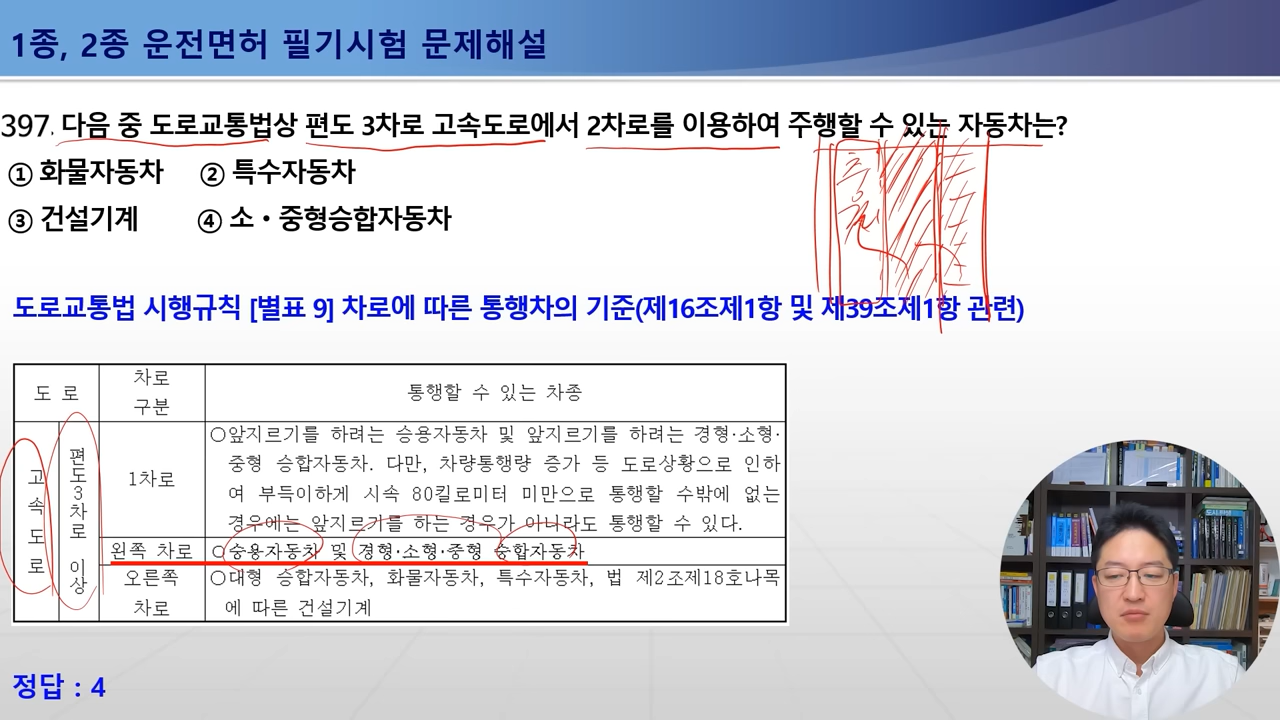 1종, 2종 운전면허 필기시험 문제해설
397. 다음 중 도로교통법상 편도 3차로 고속도로에서 2차로를 이용하여 주행할 수 있는 자동차는?
① 화물자동차 ② 특수자동차
③ 건설기계 ④ 소・중형승합자동차
도로교통법 시행규칙 [별표 9] 차로에 따른 통행차의 기준(제16조제1항 및 제39조제1항 관련)
도 로
차로
구분
통행할 수 있는 차종
고속도로
편도3차로 이상
1차로
○앞지르기를 하려는 승용자동차 및 앞지르기를 하려는 경형·소형·
중형 승합자동차. 다만, 차량통행량 증가 등 도로상황으로 인하
여 부득이하게 시속 80킬로미터 미만으로 통행할 수밖에 없는
경우에는 앞지르기를 하는 경우가 아니라도 통행할 수 있다.
왼쪽 차로
○승용자동차 및 경형·소형·중형 승합자동차
오른쪽
차로
○대형 승합자동차, 화물자동차, 특수자동차, 법 제2조제18호나목
에 따른 건설기계
정답 : 4